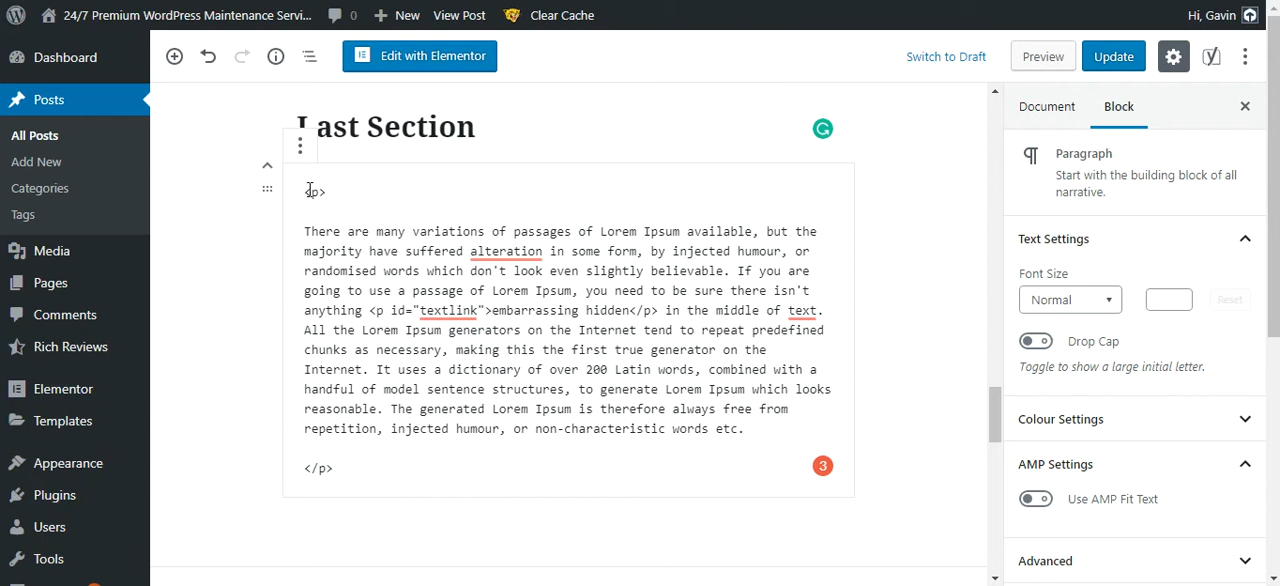 24/7 Premium WordPress Maintenance Servi... 0 New View Post Clear Cache Hi, Gavin
Dashboard
Posts
All Posts
Add New
Categories
Tags
Media
Pages
Comments
Rich Reviews
Elementor
Templates
Appearance
Plugins
Users
Tools
Edit with Elementor Switch to Draft Preview Update
Last Section
<p>
There are many variations of passages of Lorem Ipsum available, but the
majority have suffered alteration in some form, by injected humour, or
randomised words which don't look even slightly believable. If you are
going to use a passage of Lorem Ipsum, you need to be sure there isn't
anything <p id="textlink">embarrassing hidden</p> in the middle of text.
All the Lorem Ipsum generators on the Internet tend to repeat predefined
chunks as necessary, making this the first true generator on the
Internet. It uses a dictionary of over 200 Latin words, combined with a
handful of model sentence structures, to generate Lorem Ipsum which looks
reasonable. The generated Lorem Ipsum is therefore always free from
repetition, injected humour, or non-characteristic words etc.
</p>
3
Document Block
Paragraph
Start with the building block of all
narrative.
Text Settings
Font Size
Normal Reset
Drop Cap
Toggle to show a large initial letter.
Colour Settings
AMP Settings
Use AMP Fit Text
Advanced